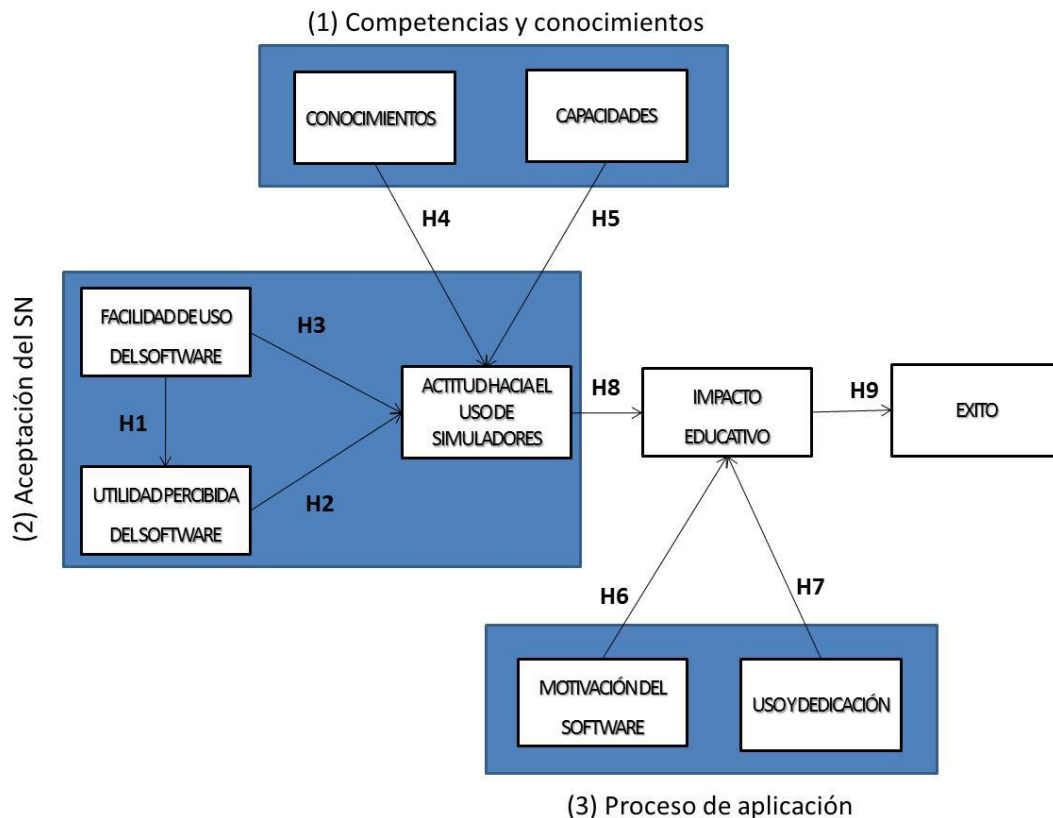 (1) Competencias y conocimientos
CONOCIMIENTOS
CAPACIDADES
H4
H5
(2) Aceptación del SN
FACILIDAD DE USO
DEL SOFTWARE
H3
H1
ACTITUD HACIA EL
USO DE
SIMULADORES
H8
IMPACTO
EDUCATIVO
H9
EXITO
UTILIDAD PERCIBIDA
DEL SOFTWARE
H2
H6
H7
MOTIVACIÓN DEL
SOFTWARE
USO Y DEDICACIÓN
(3) Proceso de aplicación